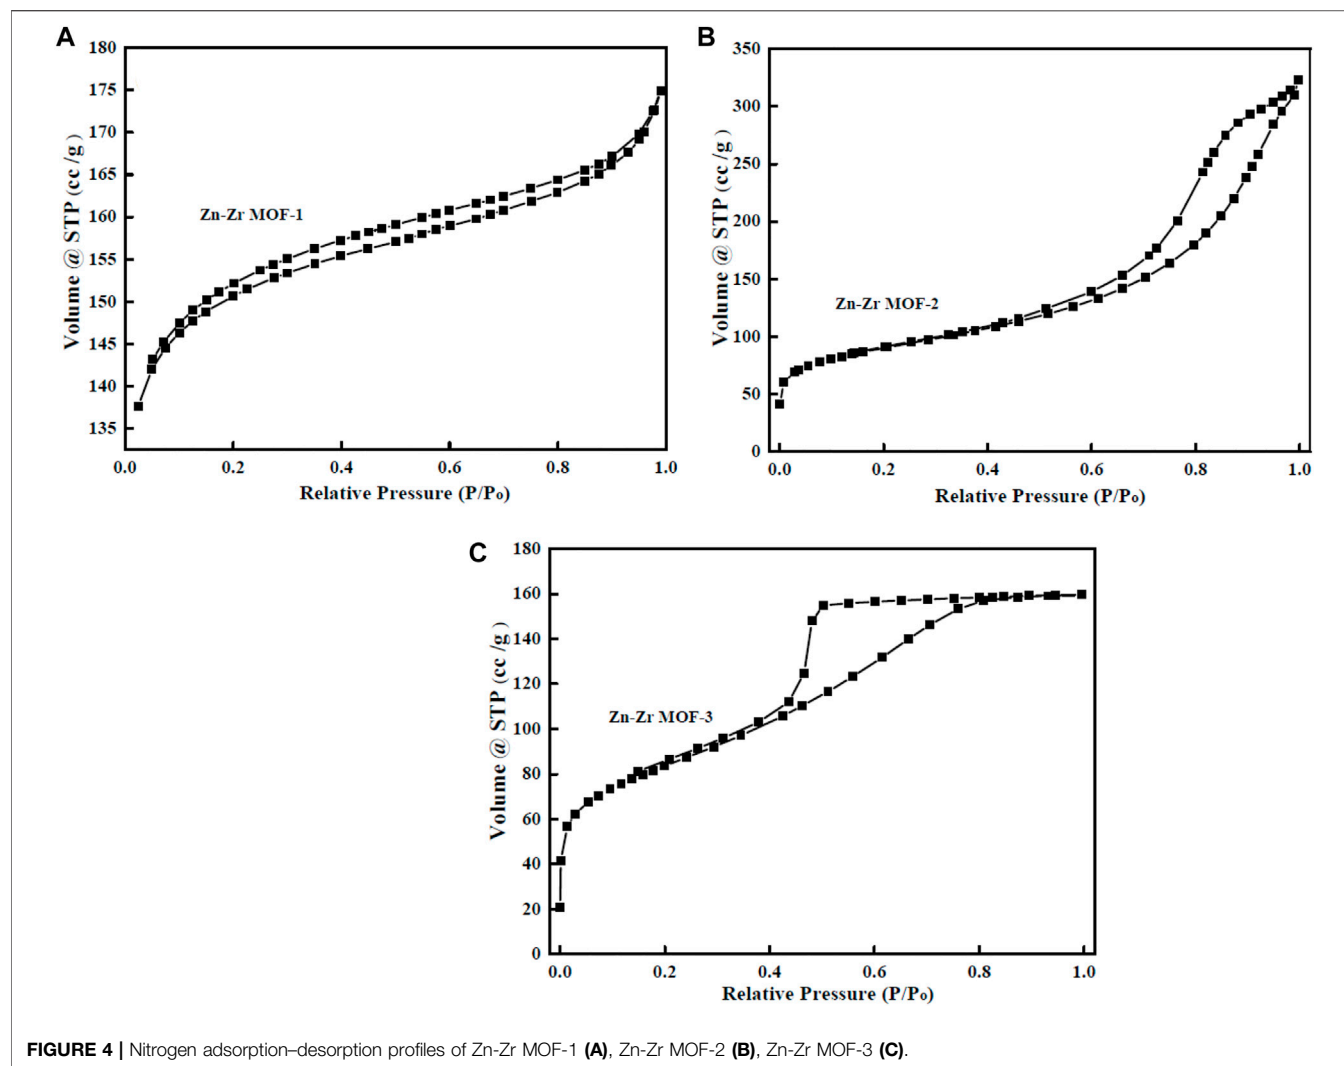 A
180
175
170
165
160
155
150
145
140
135
Volume @ STP (cc /g )
Zn-Zr MOF-1
0.0 0.2 0.4 0.6 0.8 1.0
Relative Pressure (P/Po)
B
350
300
250
200
150
100
50
0
Volume @ STP (cc /g )
Zn-Zr MOF-2
0.0 0.2 0.4 0.6 0.8 1.0
Relative Pressure (P/Po)
C
180
160
140
120
100
80
60
40
20
0
Volume @ STP (cc /g )
Zn-Zr MOF-3
0.0 0.2 0.4 0.6 0.8 1.0
Relative Pressure (P/Po)
FIGURE 4 | Nitrogen adsorption–desorption profiles of Zn-Zr MOF-1 (A), Zn-Zr MOF-2 (B), Zn-Zr MOF-3 (C).